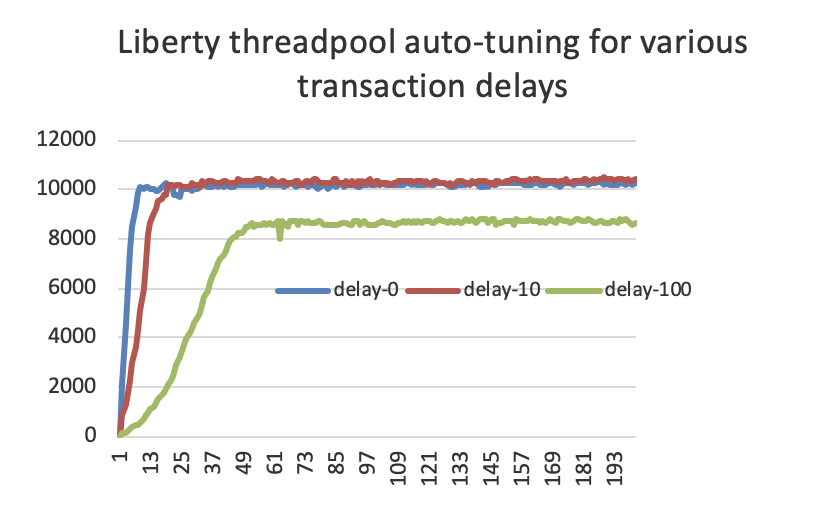 Liberty threadpool auto-tuning for various
transaction delays
12000
10000
8000
6000
4000
2000
0
delay-0 delay-10 delay-100
1 13 25 37 49 61 73 85 97 109 121 133 145 157 169 181 193